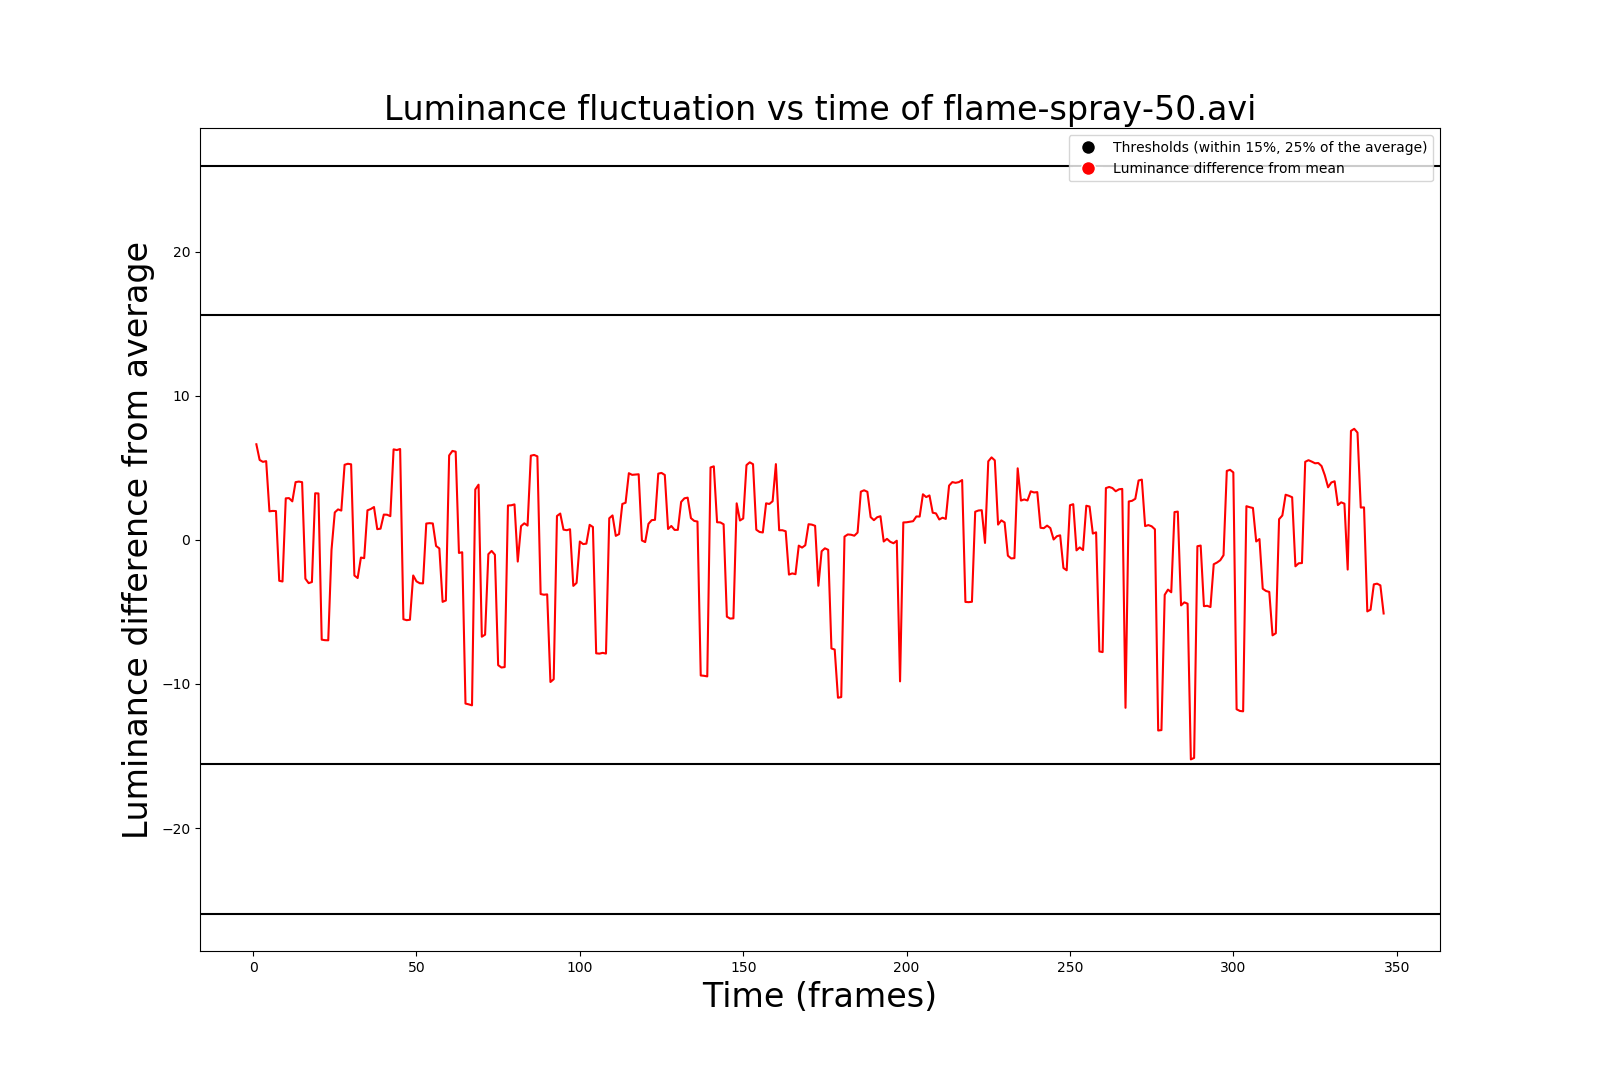 Luminance fluctuation vs time of flame-spray-50.avi
Thresholds (within 15%, 25% of the average)
Luminance difference from mean
Luminance difference from average
20
10
0
−10
−20
0 50 100 150 200 250 300 350
Time (frames)